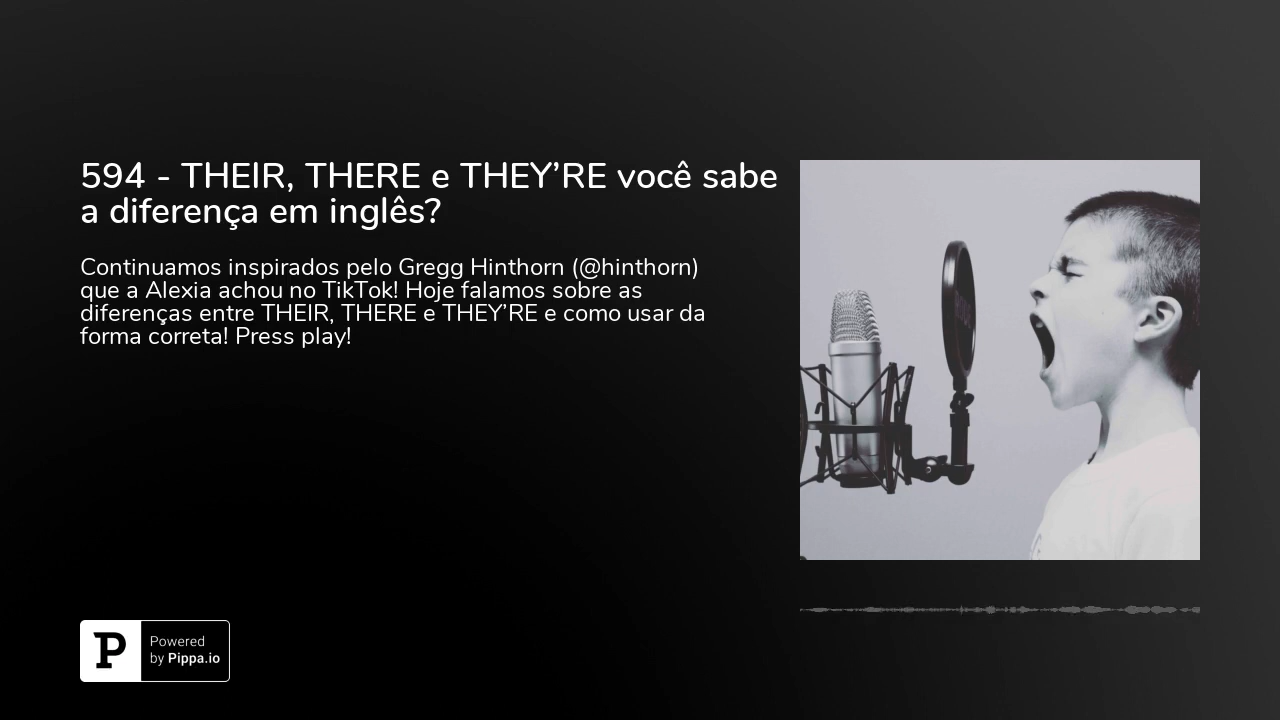 594 - THEIR, THERE e THEY’RE você sabe
a diferença em inglês?
Continuamos inspirados pelo Gregg Hinthorn (@hinthorn)
que a Alexia achou no TikTok! Hoje falamos sobre as
diferenças entre THEIR, THERE e THEY’RE e como usar da
forma correta! Press play!
P
Powered
by Pippa.io